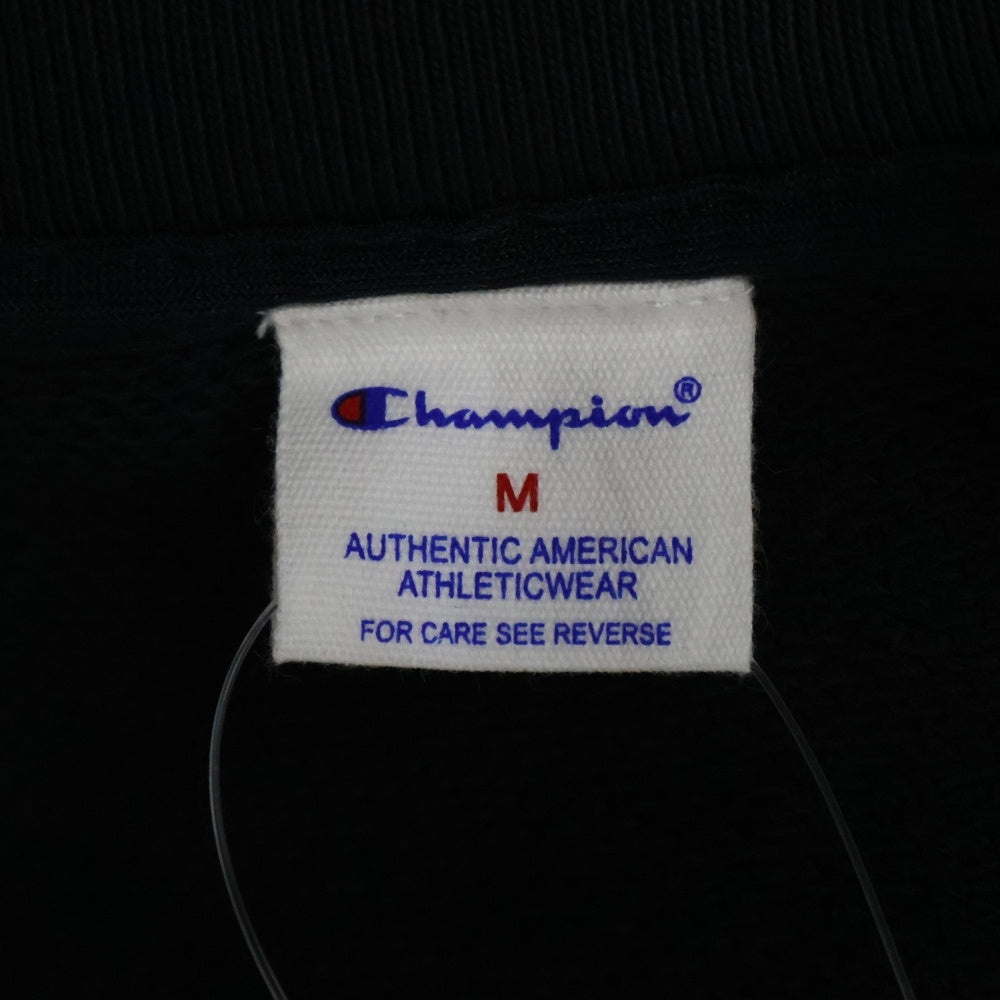 Champion®
M
AUTHENTIC AMERICAN
ATHLETICWEAR
FOR CARE SEE REVERSE